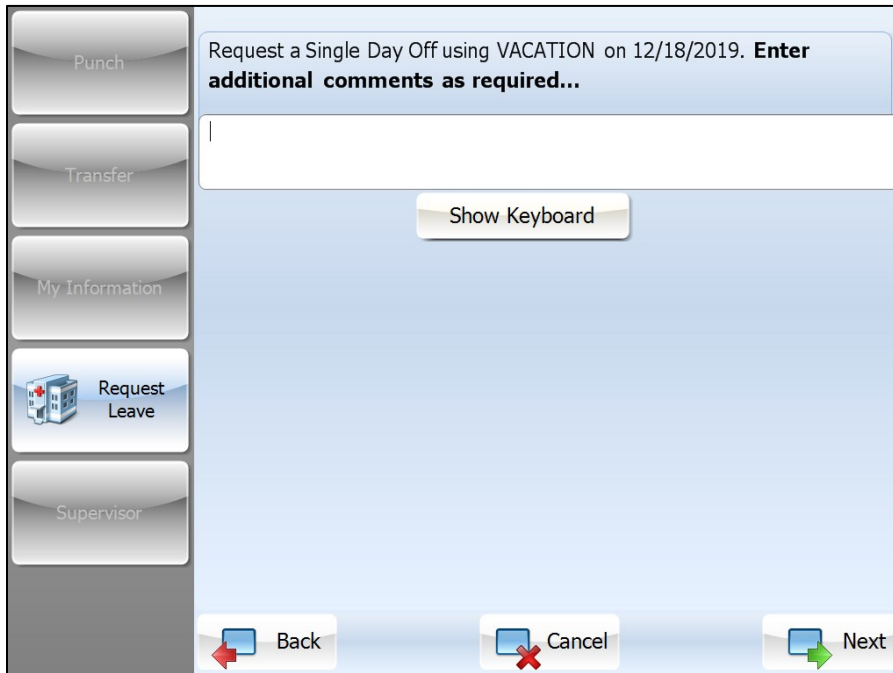 Punch
Transfer
My Information
Request
Leave
Supervisor
Request a Single Day Off using VACATION on 12/18/2019. Enter
additional comments as required...
Show Keyboard
Back
Cancel
Next